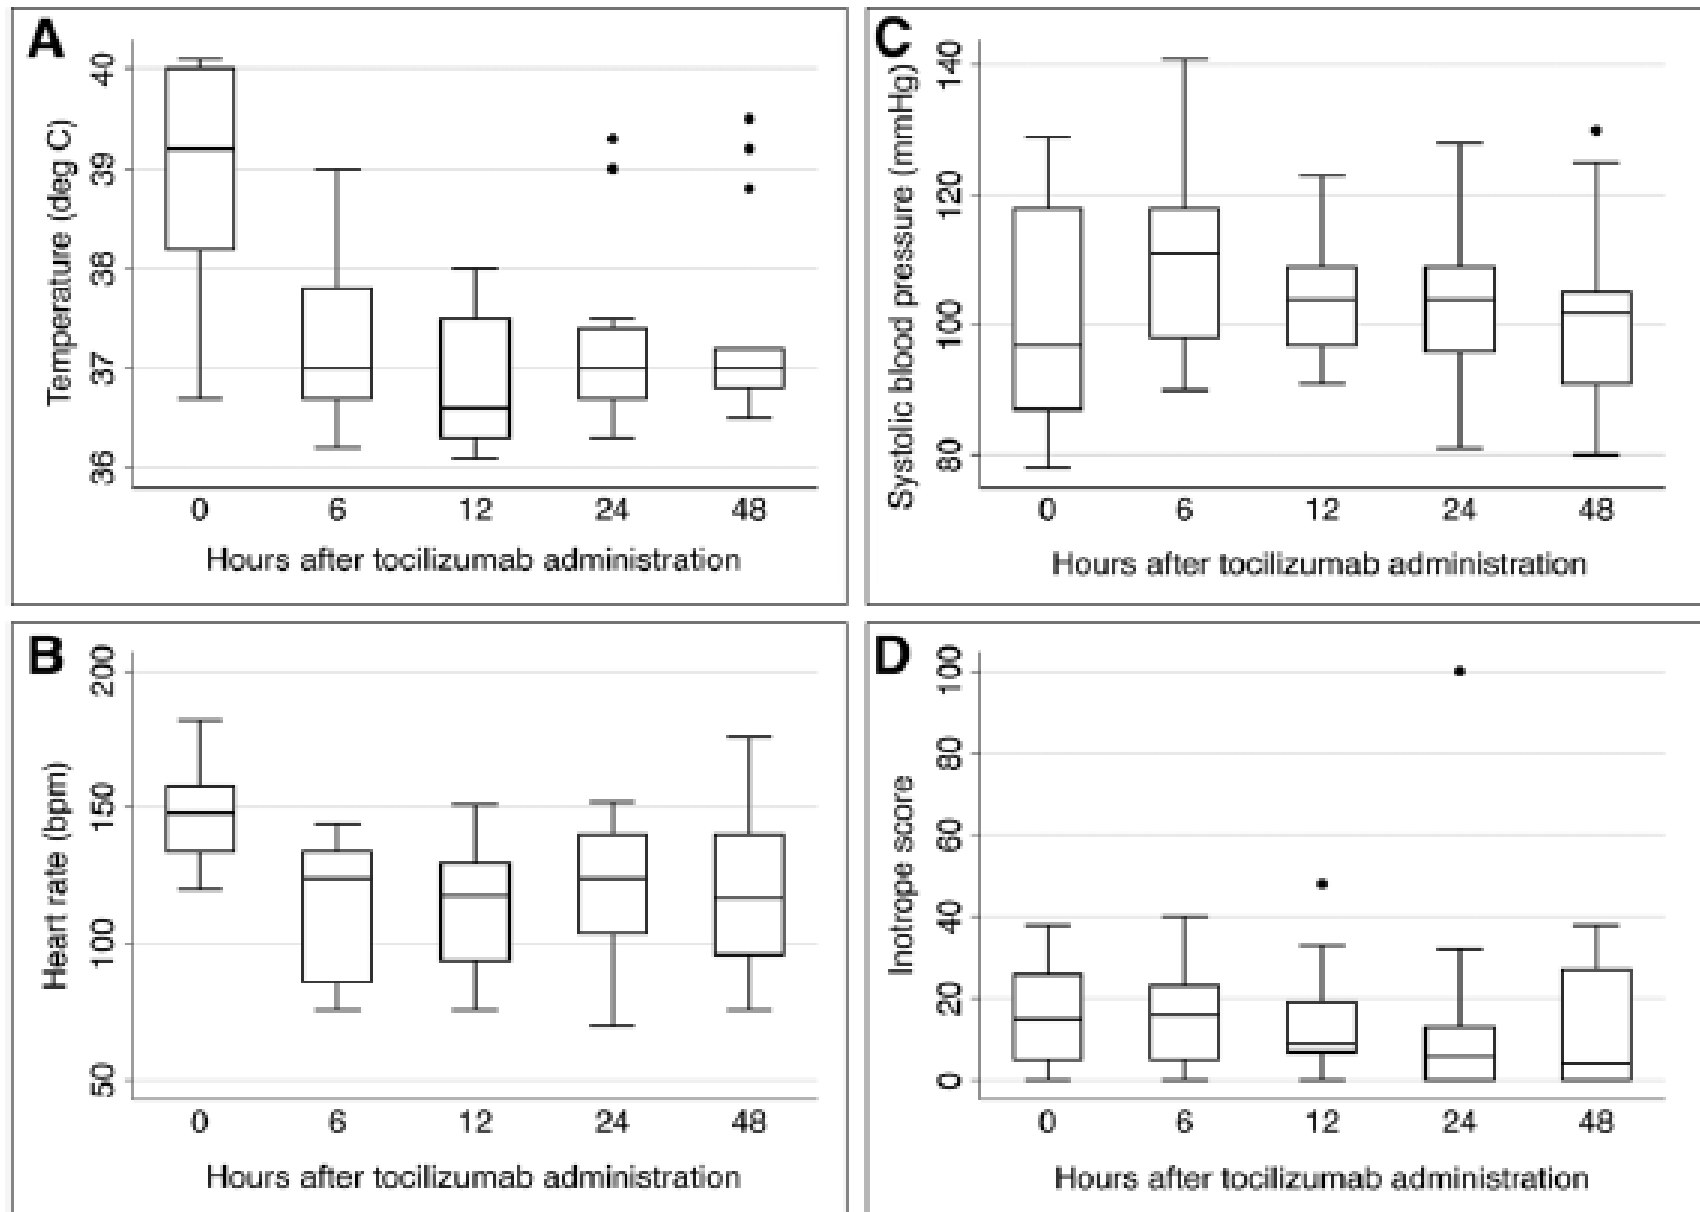 A
Temperature (deg C)
40
39
38
37
36
0 6 12 24 48
Hours after tocilizumab administration
C
Systolic blood pressure (mmHg)
140
120
100
80
0 6 12 24 48
Hours after tocilizumab administration
B
Heart rate (bpm)
200
150
100
50
0 6 12 24 48
Hours after tocilizumab administration
D
Inotrope score
100
80
60
40
20
0
0 6 12 24 48
Hours after tocilizumab administration